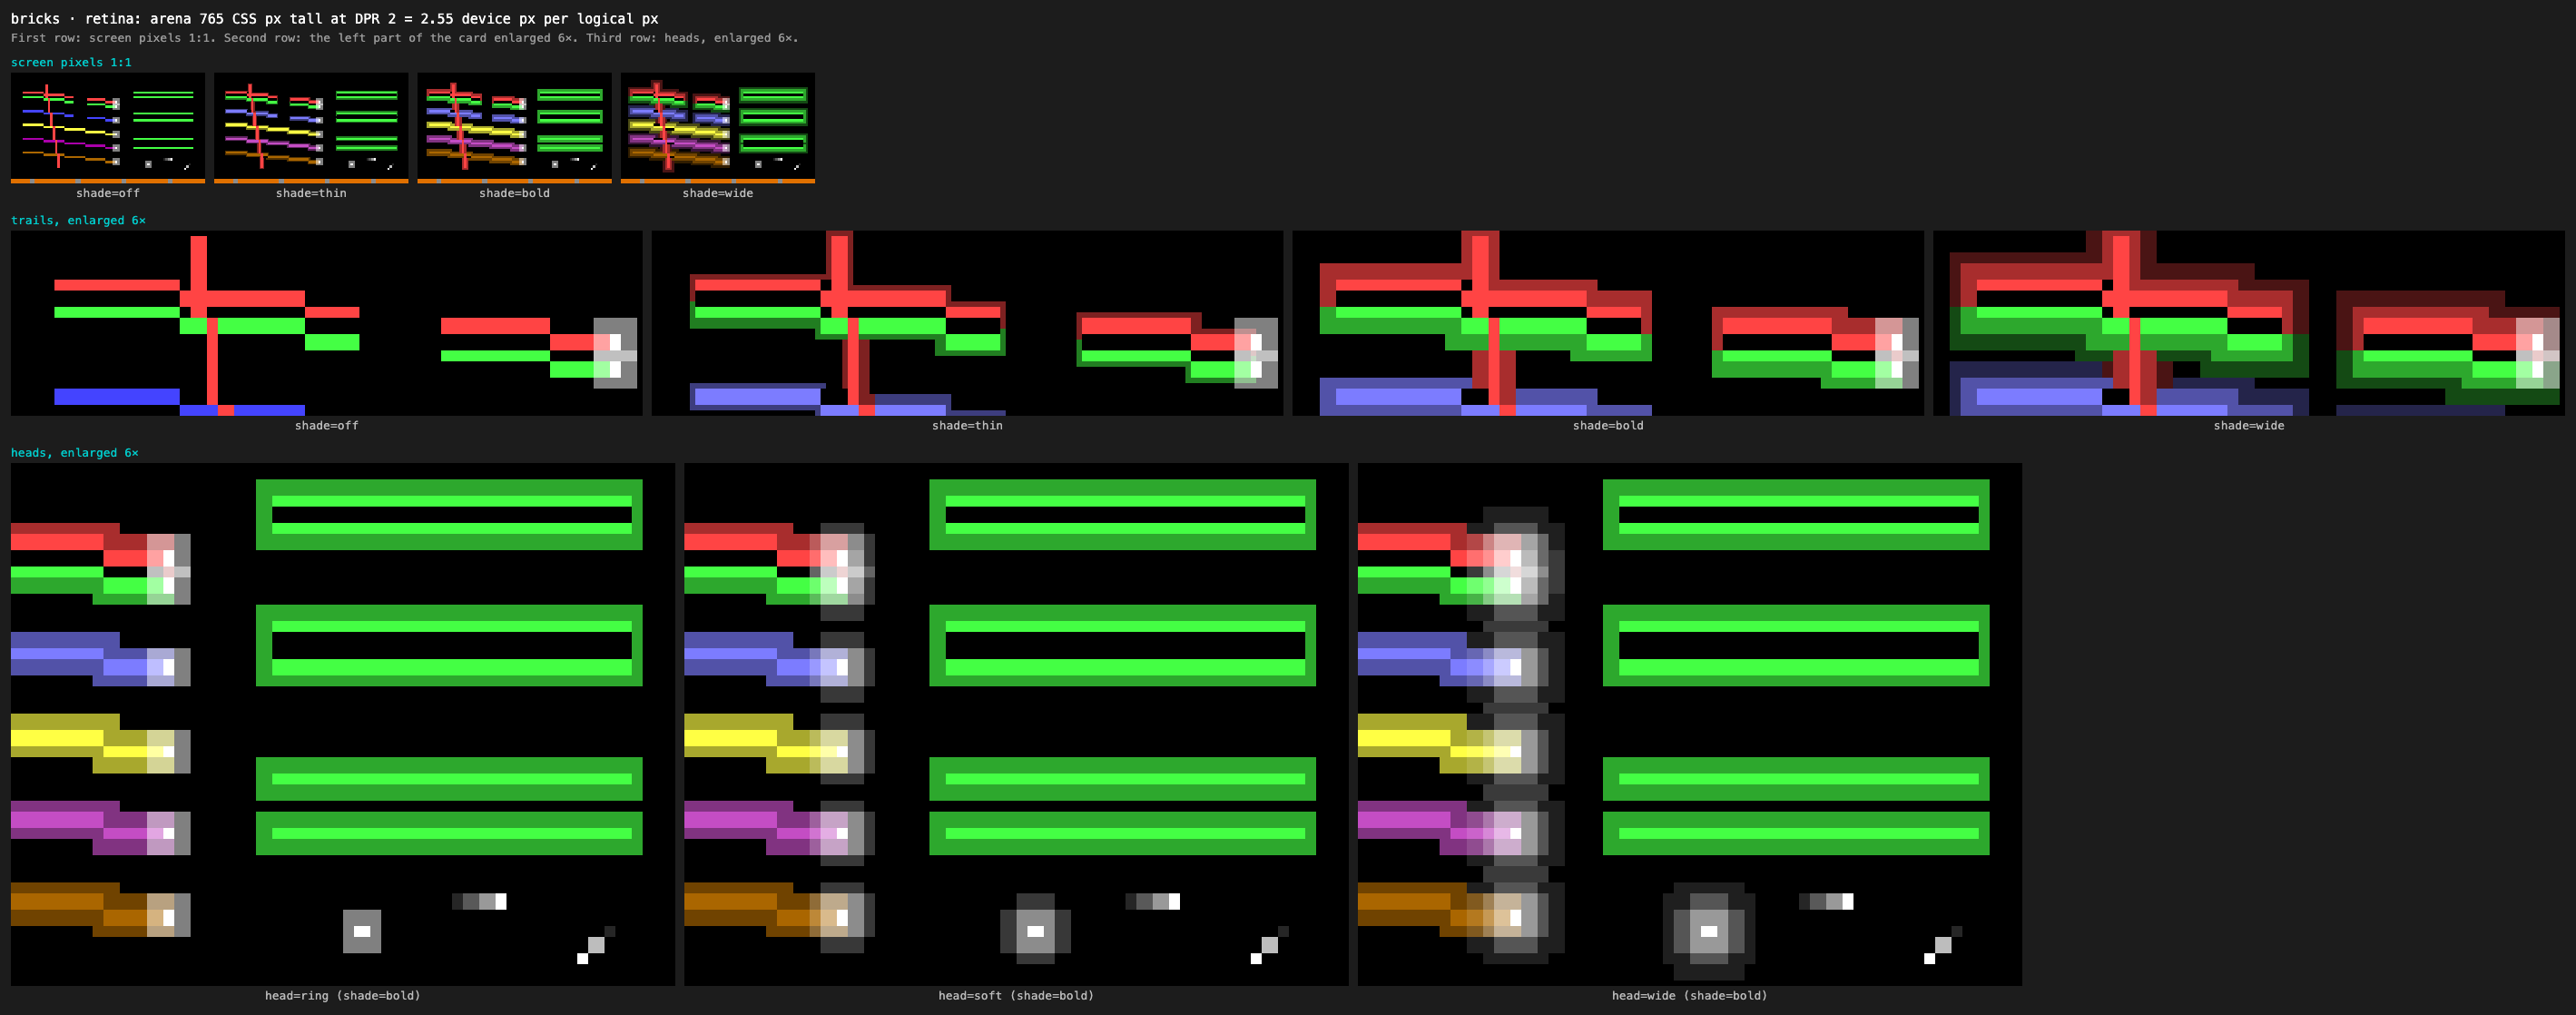 bricks · retina: arena 765 CSS px tall at DPR 2 = 2.55 device px per logical px
First row: screen pixels 1:1. Second row: the left part of the card enlarged 6×. Third row: heads, enlarged 6×.
screen pixels 1:1
shade=off shade=thin shade=bold shade=wide
trails, enlarged 6×
shade=off shade=thin shade=bold shade=wide
heads, enlarged 6×
head=ring (shade=bold) head=soft (shade=bold) head=wide (shade=bold)